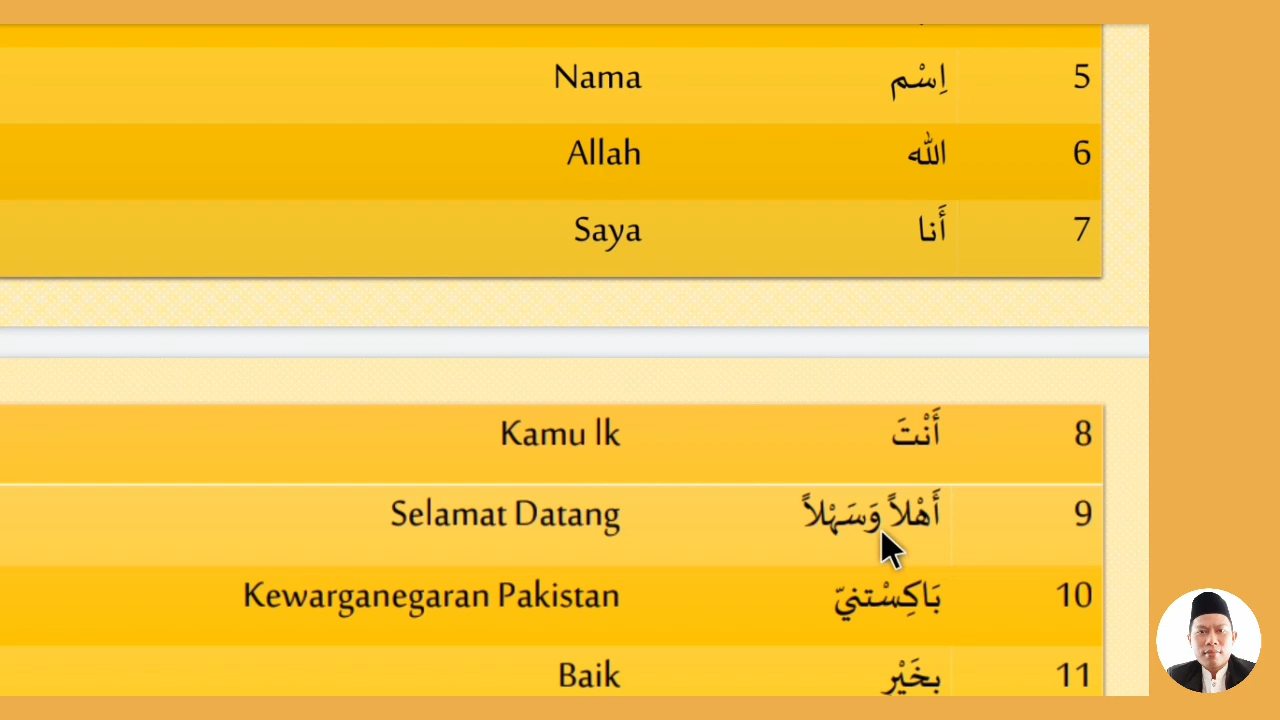 5 اِسْم Nama
6 الله Allah
7 أَنا Saya
8 أَنْتَ Kamu lk
9 أَهْلاً وَسَهْلاً Selamat Datang
10 بَاكِسْتنيّ Kewarganegaran Pakistan
11 بخَيْرٍ Baik